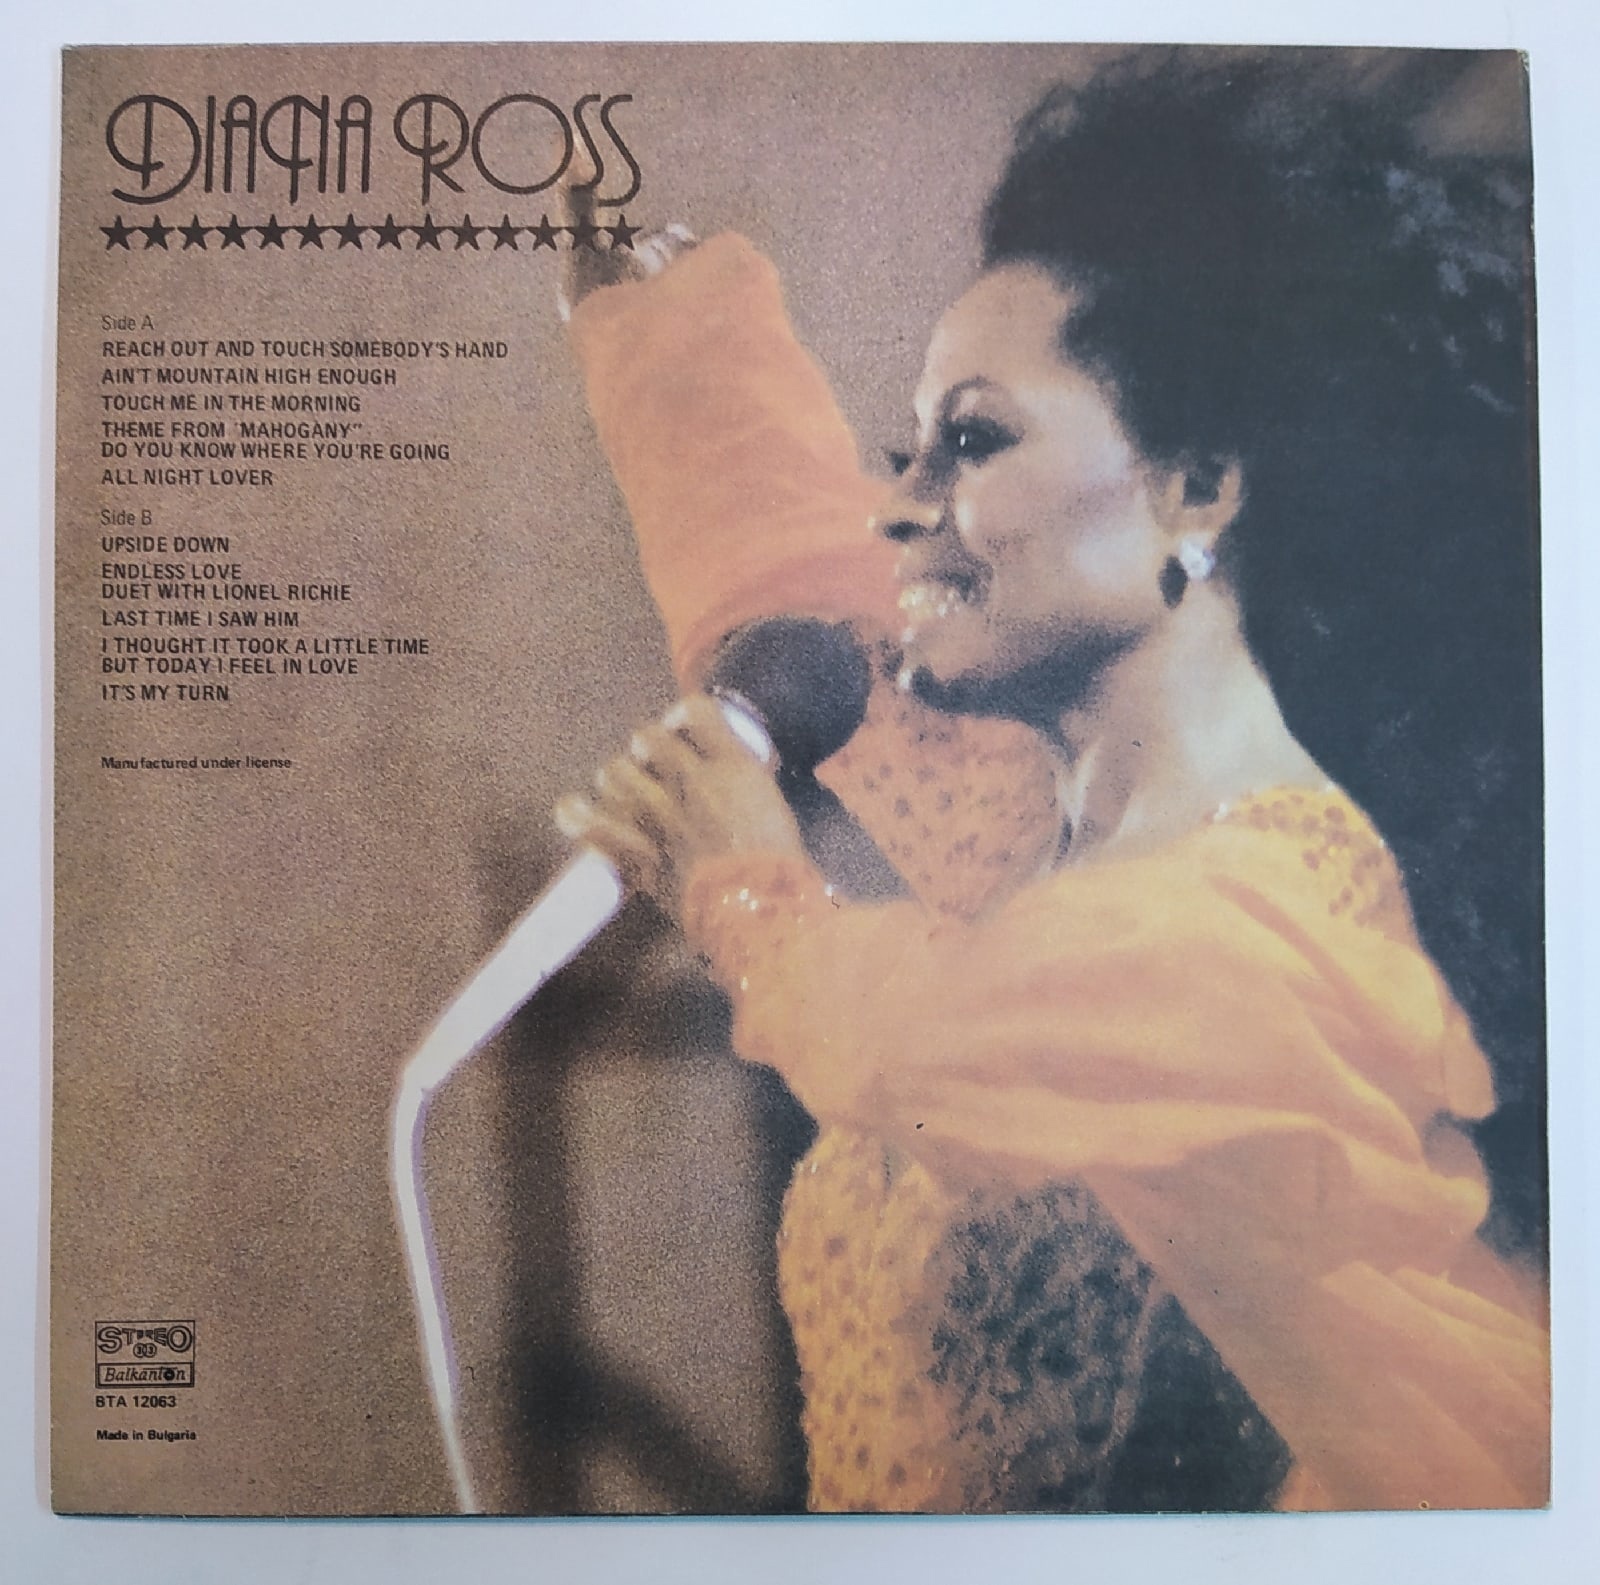 DIANA ROSS
Side A
REACH OUT AND TOUCH SOMEBODY'S HAND
AIN'T MOUNTAIN HIGH ENOUGH
TOUCH ME IN THE MORNING
THEME FROM 'MAHOGANY"
DO YOU KNOW WHERE YOU'RE GOING
ALL NIGHT LOVER
Side B
UPSIDE DOWN
ENDLESS LOVE
DUET WITH LIONEL RICHIE
LAST TIME I SAW HIM
I THOUGHT IT TOOK A LITTLE TIME
BUT TODAY I FEEL IN LOVE
IT'S MY TURN
Manufactured under license
STEREO
33
Balkanton
BTA 12063
Made in Bulgaria